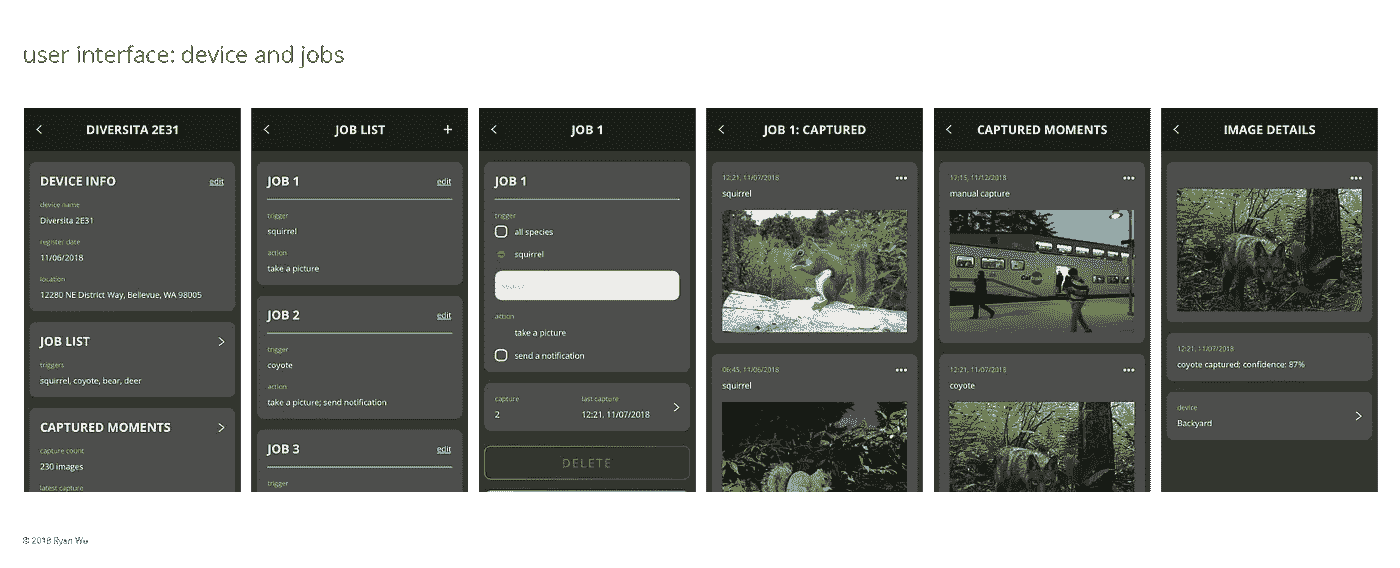 user interface: device and jobs
DIVERSITA 2E31
DEVICE INFO
edit
device name
Diversita 2E31
register date
11/06/2018
location
12280 NE District Way, Bellevue, WA 98005
JOB LIST
triggers
squirrel, coyote, bear, deer
CAPTURED MOMENTS
capture count
230 images
latest capture
JOB LIST
+
JOB 1
edit
trigger
squirrel
action
take a picture
JOB 2
edit
trigger
coyote
action
take a picture; send notification
JOB 3
edit
trigger
JOB 1
JOB 1
trigger
all species
squirrel
action
take a picture
send a notification
capture
2
last capture
12:21, 11/07/2018
DELETE
JOB 1: CAPTURED
12:21, 11/07/2018
squirrel
06:45, 11/06/2018
squirrel
CAPTURED MOMENTS
12:15, 11/12/2018
manual capture
12:21, 11/07/2018
coyote
IMAGE DETAILS
12:21, 11/07/2018
coyote captured; confidence: 87%
device
Backyard
© 2018 Ryan Wu